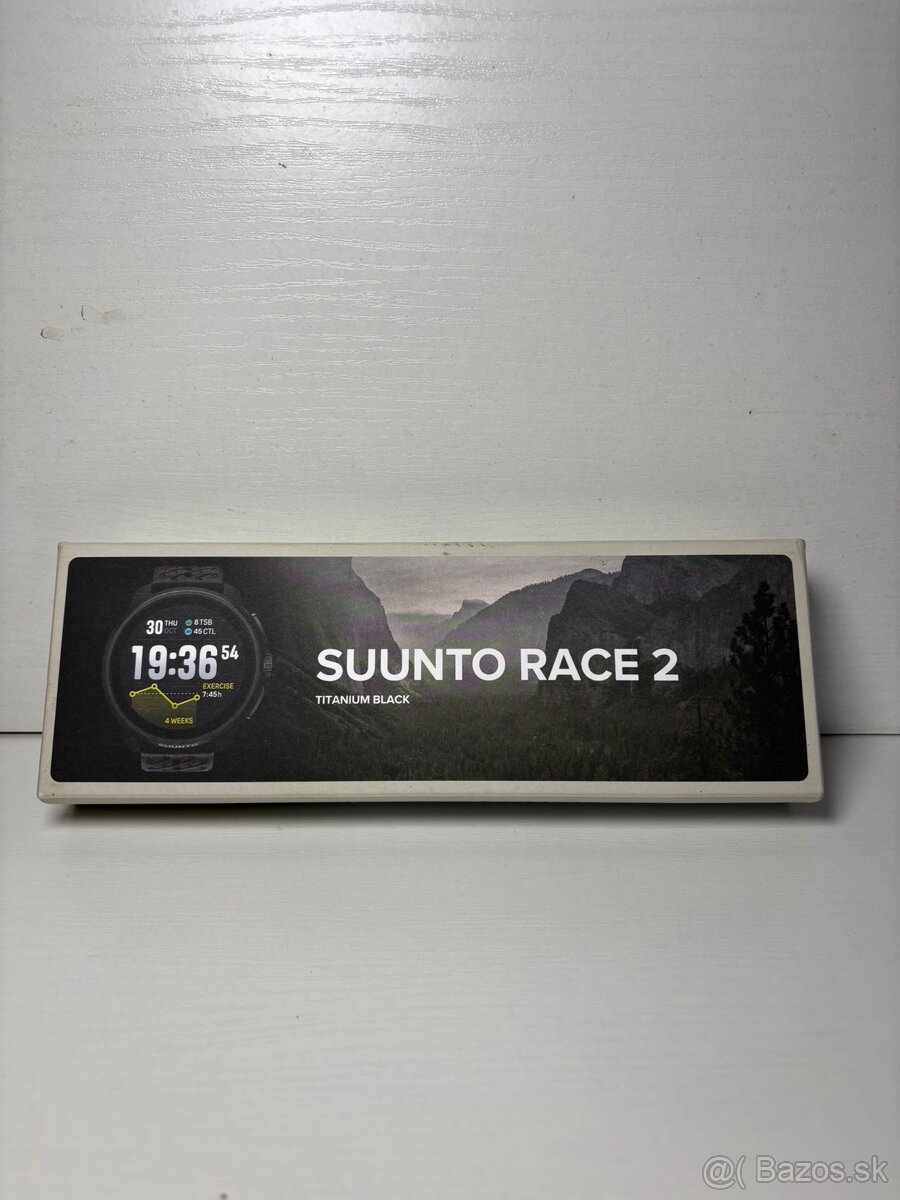 30 THU 8 TSB
OCT 45 CTL
19:36 54
EXERCISE
7:45h
4 WEEKS
SUUNTO
SUUNTO RACE 2
TITANIUM BLACK
@( Bazos.sk